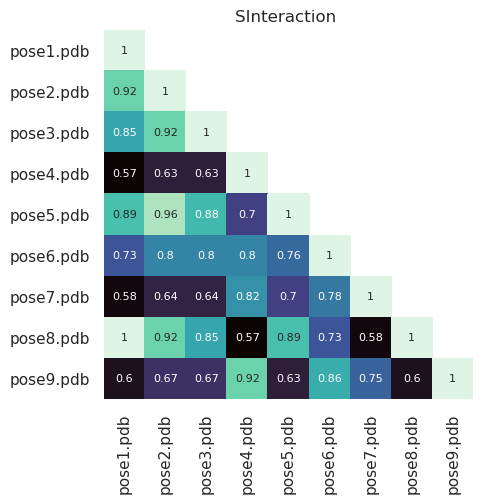 SInteraction
pose1.pdb 1
pose2.pdb 0.92 1
pose3.pdb 0.85 0.92 1
pose4.pdb 0.57 0.63 0.63 1
pose5.pdb 0.89 0.96 0.88 0.7 1
pose6.pdb 0.73 0.8 0.8 0.8 0.76 1
pose7.pdb 0.58 0.64 0.64 0.82 0.7 0.78 1
pose8.pdb 1 0.92 0.85 0.57 0.89 0.73 0.58 1
pose9.pdb 0.6 0.67 0.67 0.92 0.63 0.86 0.75 0.6 1
pose1.pdb pose2.pdb pose3.pdb pose4.pdb pose5.pdb pose6.pdb pose7.pdb pose8.pdb pose9.pdb